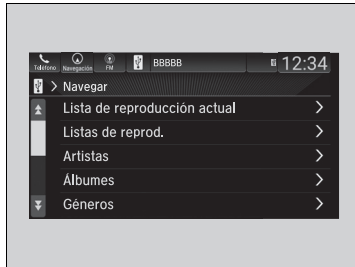 Teléfono Navegación FM BBBBB 12:34
Navegar
Lista de reproducción actual
Listas de reprod.
Artistas
Álbumes
Géneros